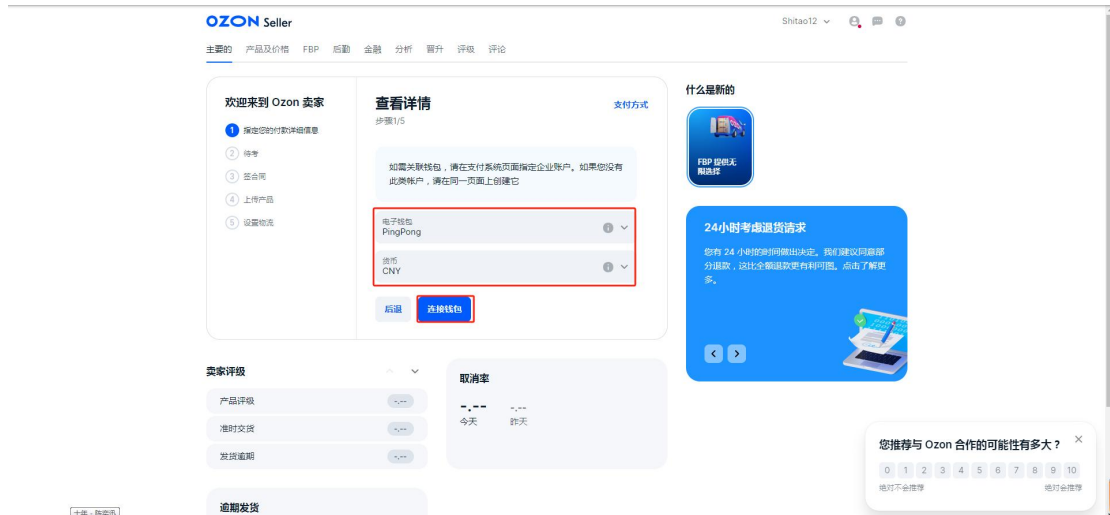 OZON Seller
Shitao12
主要的 产品及价格 FBP 后勤 金融 分析 晋升 评级 评论
欢迎来到 Ozon 卖家
1 指定您的付款详细信息
2 待考
3 签合同
4 上传产品
5 设置物流
查看详情
支付方式
步骤1/5
如需关联钱包，请在支付系统页面指定企业账户。如果您没有
此类帐户，请在同一页面上创建它
电子钱包
PingPong
货币
CNY
后退 连接钱包
什么是新的
FBP 提供无
限选择
24小时考虑退货请求
您有 24 小时的时间做出决定。我们建议同意部
分退款，这比全额退款更有利可图。点击了解更
多。
卖家评级
产品评级 -,--
准时交货 -,--
发货逾期 -,--
取消率
-.-- -.--
今天 昨天
逾期发货
您推荐与 Ozon 合作的可能性有多大？
0 1 2 3 4 5 6 7 8 9 10
绝对不会推荐 绝对会推荐